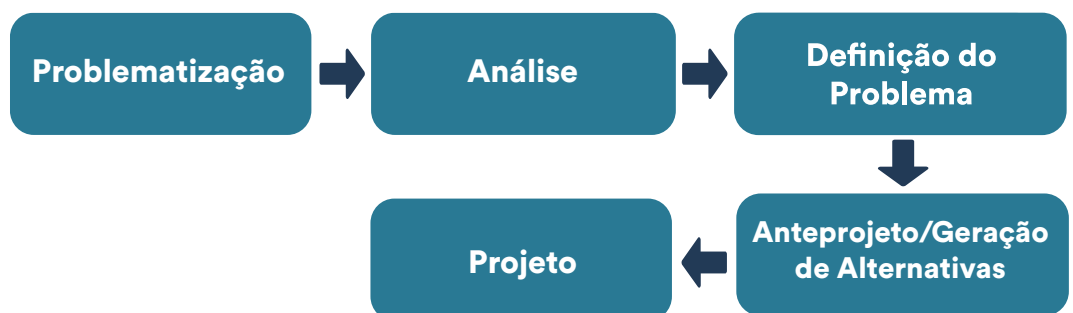 Problematização
Análise
Definição do
Problema
Anteprojeto/Geração
de Alternativas
Projeto